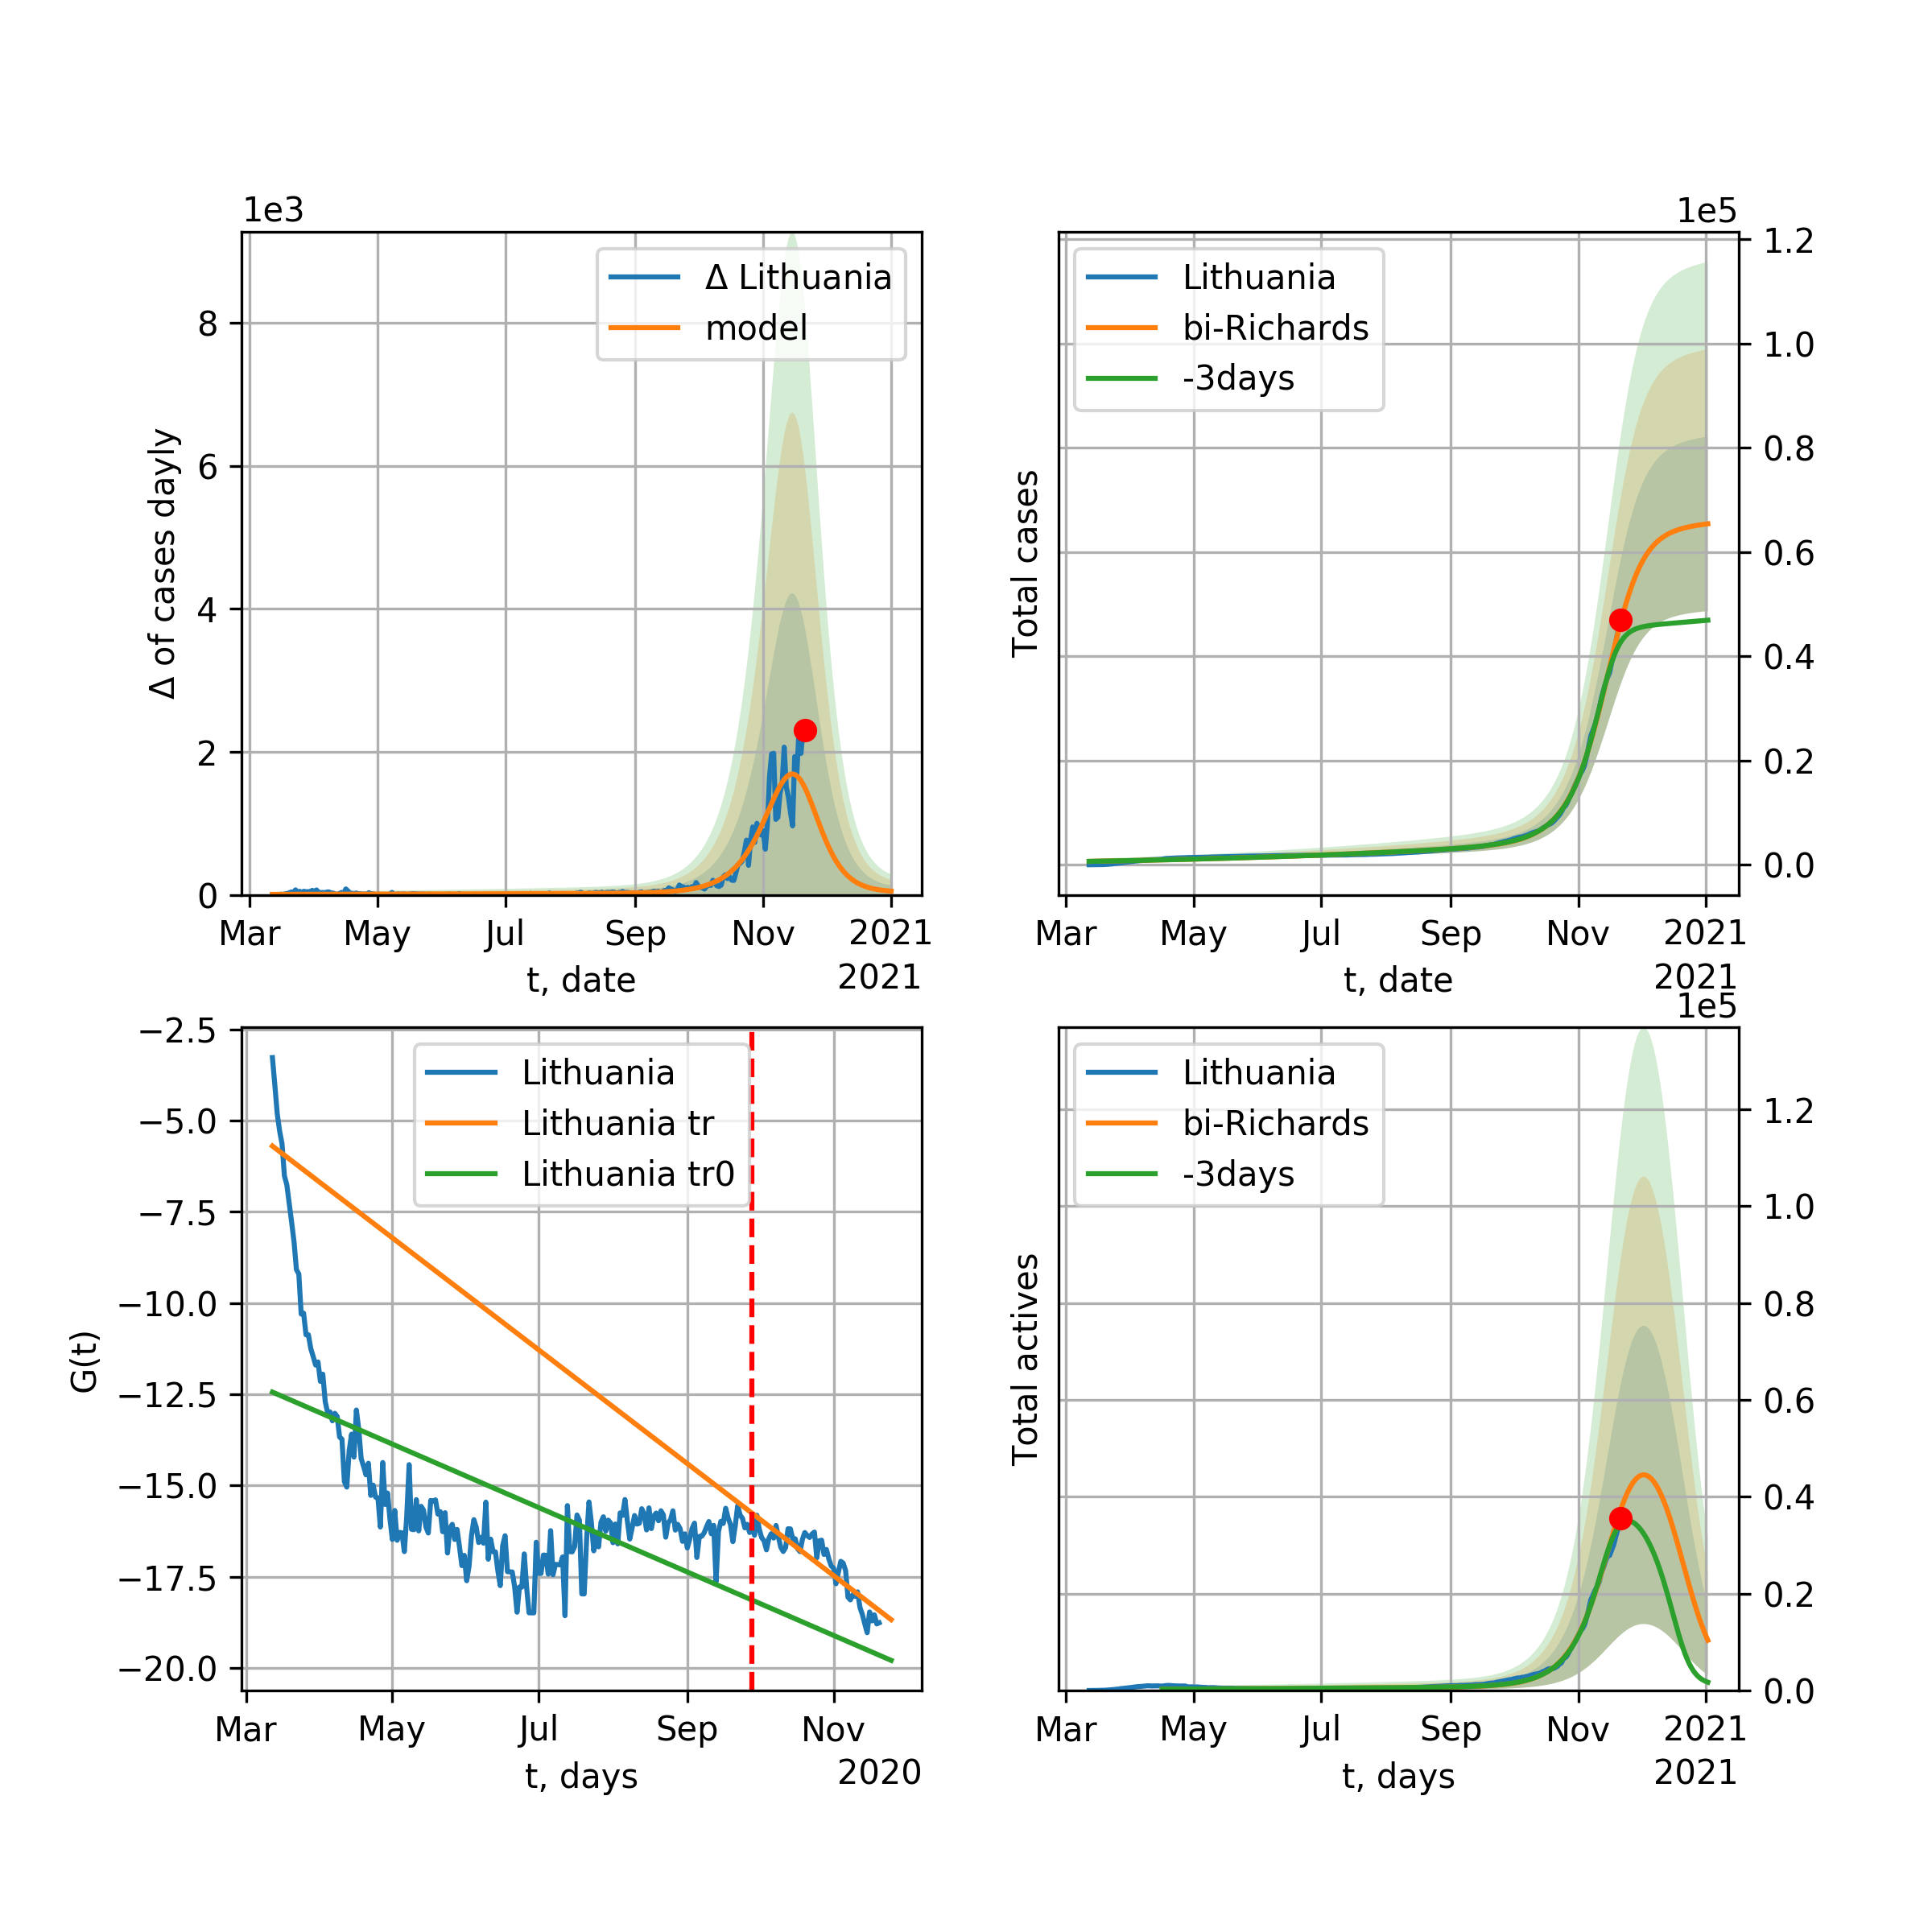 1e3
Δ of cases dayly
8
6
4
2
0
Δ Lithuania
model
Mar May Jul Sep Nov 2021
t, date
2021
1e5
Total cases
Lithuania
bi-Richards
-3days
1.2
1.0
0.8
0.6
0.4
0.2
0.0
Mar May Jul Sep Nov 2021
t, date
2021
G(t)
−2.5
−5.0
−7.5
−10.0
−12.5
−15.0
−17.5
−20.0
Lithuania
Lithuania tr
Lithuania tr0
Mar May Jul Sep Nov
t, days
2020
1e5
Total actives
Lithuania
bi-Richards
-3days
1.2
1.0
0.8
0.6
0.4
0.2
0.0
Mar May Jul Sep Nov 2021
t, days
2021